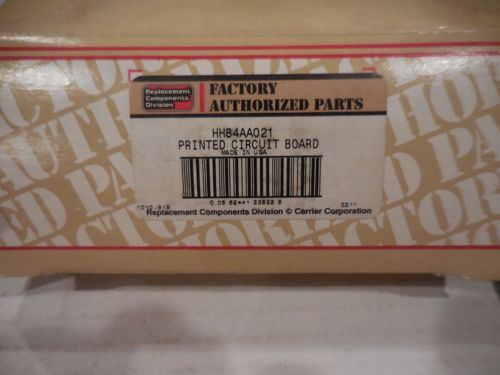 Replacement
Components
Division
FACTORY
AUTHORIZED PARTS
HH84AA021
PRINTED CIRCUIT BOARD
MADE IN USA
Replacement Components Division © Carrier Corporation